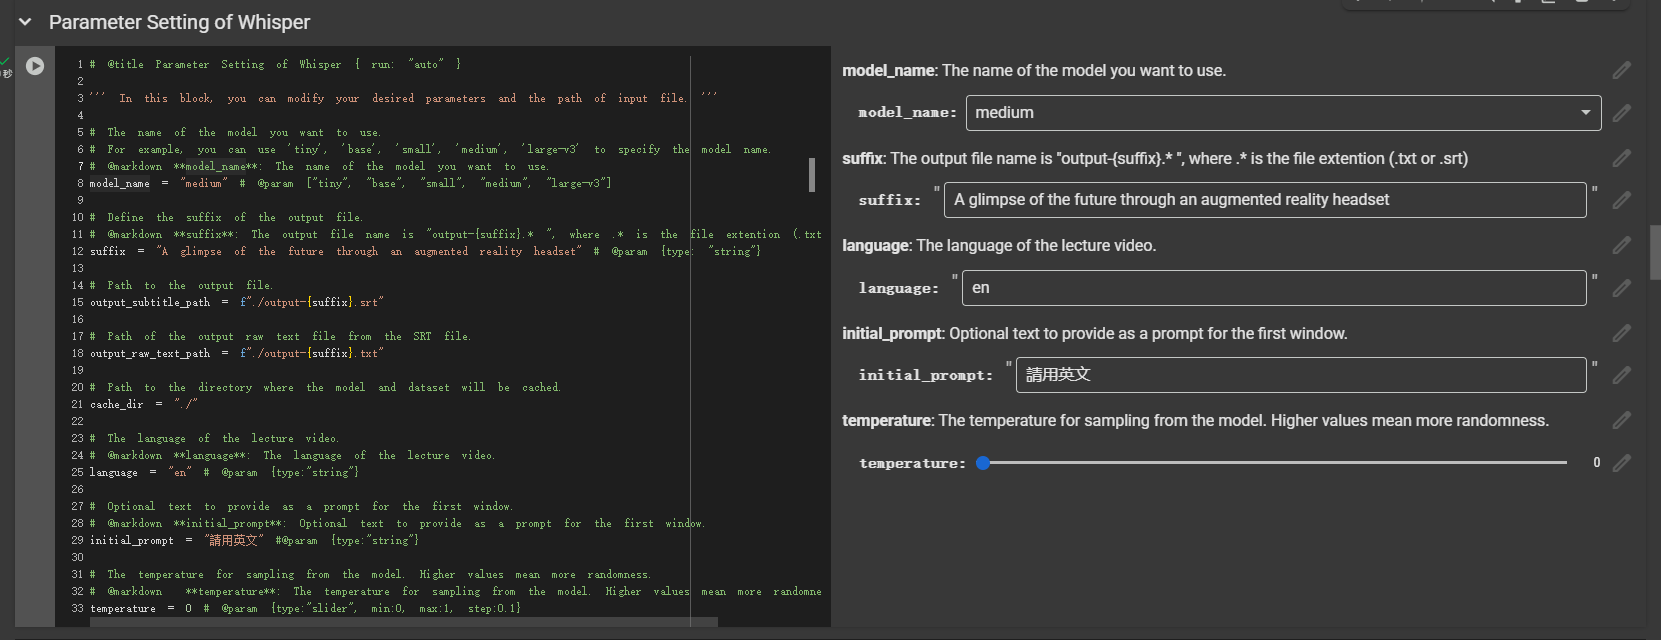 Parameter Setting of Whisper
秒
1 # @title Parameter Setting of Whisper { run: "auto" }
2
3 ''' In this block, you can modify your desired parameters and the path of input file. '''
4
5 # The name of the model you want to use.
6 # For example, you can use 'tiny', 'base', 'small', 'medium', 'large-v3' to specify the model name.
7 # @markdown **model_name**: The name of the model you want to use.
8 model_name = "medium" # @param ["tiny", "base", "small", "medium", "large-v3"]
9
10 # Define the suffix of the output file.
11 # @markdown **suffix**: The output file name is "output-{suffix}.* ", where .* is the file extention (.txt
12 suffix = "A glimpse of the future through an augmented reality headset" # @param {type: "string"}
13
14 # Path to the output file.
15 output_subtitle_path = f"./output-{suffix}.srt"
16
17 # Path of the output raw text file from the SRT file.
18 output_raw_text_path = f"./output-{suffix}.txt"
19
20 # Path to the directory where the model and dataset will be cached.
21 cache_dir = "./"
22
23 # The language of the lecture video.
24 # @markdown **language**: The language of the lecture video.
25 language = "en" # @param {type:"string"}
26
27 # Optional text to provide as a prompt for the first window.
28 # @markdown **initial_prompt**: Optional text to provide as a prompt for the first window.
29 initial_prompt = "請用英文" #@param {type:"string"}
30
31 # The temperature for sampling from the model. Higher values mean more randomness.
32 # @markdown **temperature**: The temperature for sampling from the model. Higher values mean more randomne
33 temperature = 0 # @param {type:"slider", min:0, max:1, step:0.1}
model_name: The name of the model you want to use.
model_name: medium
suffix: The output file name is "output-{suffix}.* ", where .* is the file extention (.txt or .srt)
suffix: " A glimpse of the future through an augmented reality headset "
language: The language of the lecture video.
language: " en "
initial_prompt: Optional text to provide as a prompt for the first window.
initial_prompt: " 請用英文 "
temperature: The temperature for sampling from the model. Higher values mean more randomness.
temperature: 0